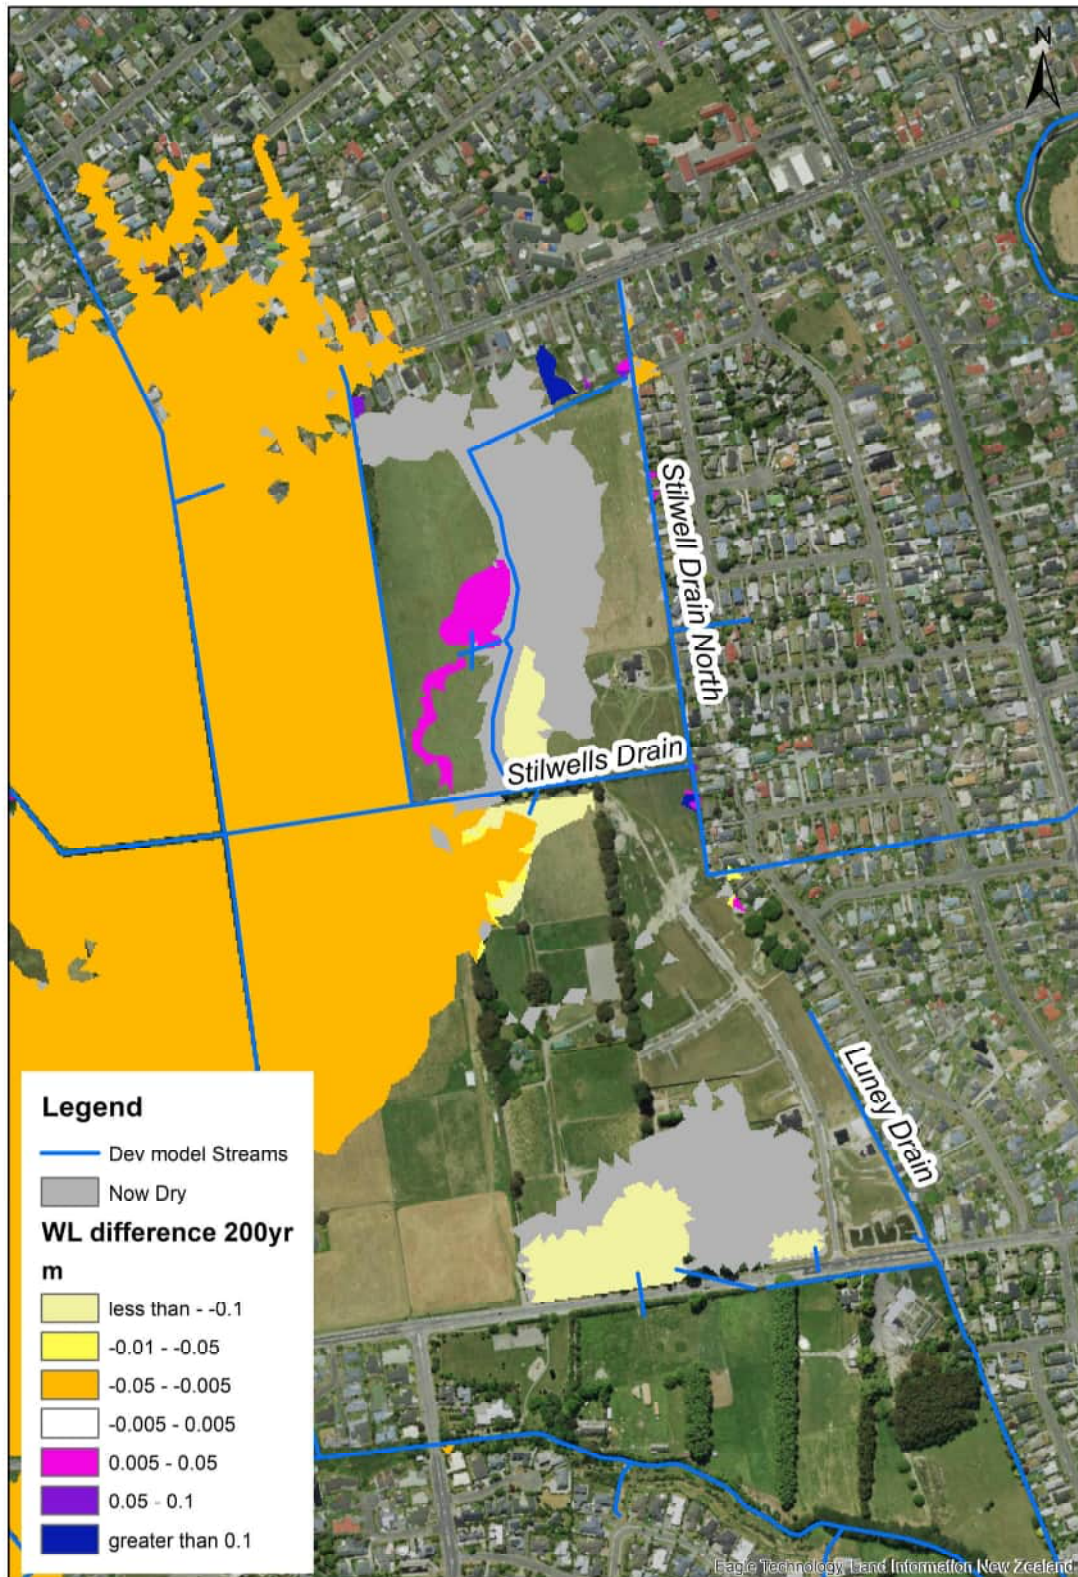 N
Stilwell Drain North
Stilwells Drain
Luney Drain
Legend
Dev model Streams
Now Dry
WL difference 200yr
m
less than - -0.1
-0.01 - -0.05
-0.05 - -0.005
-0.005 - 0.005
0.005 - 0.05
0.05 - 0.1
greater than 0.1
Eagle Technology, Land Information New Zealand